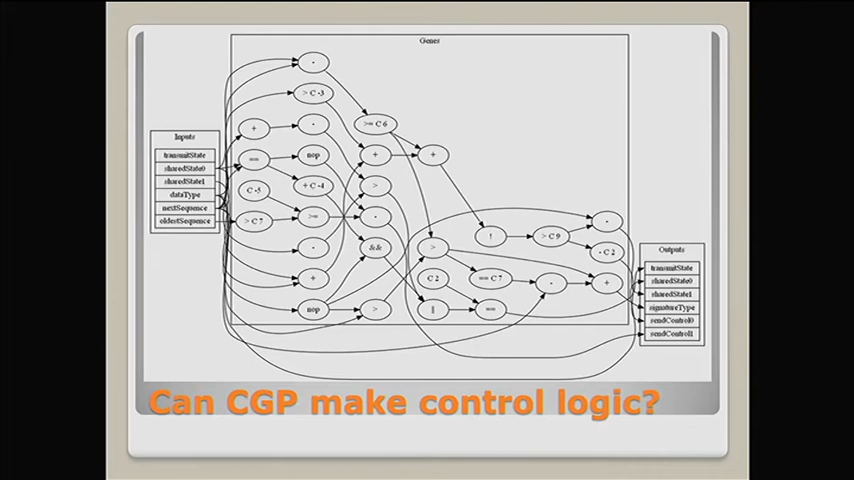 Genes
Inputs
transmitState
sharedState0
sharedState1
dataType
nextSequence
oldestSequence
-
> C -3
>= C 6
+
-
==
nop
+
+
C -5
+ C -4
>
> C 7
>=
-
-
&&
>
!
> C 9
-
- C 2
+
C 2
== C 7
-
+
nop
>
||
==
Outputs
transmitState
sharedState0
sharedState1
signatureType
sendControl0
sendControl1
Can CGP make control logic?